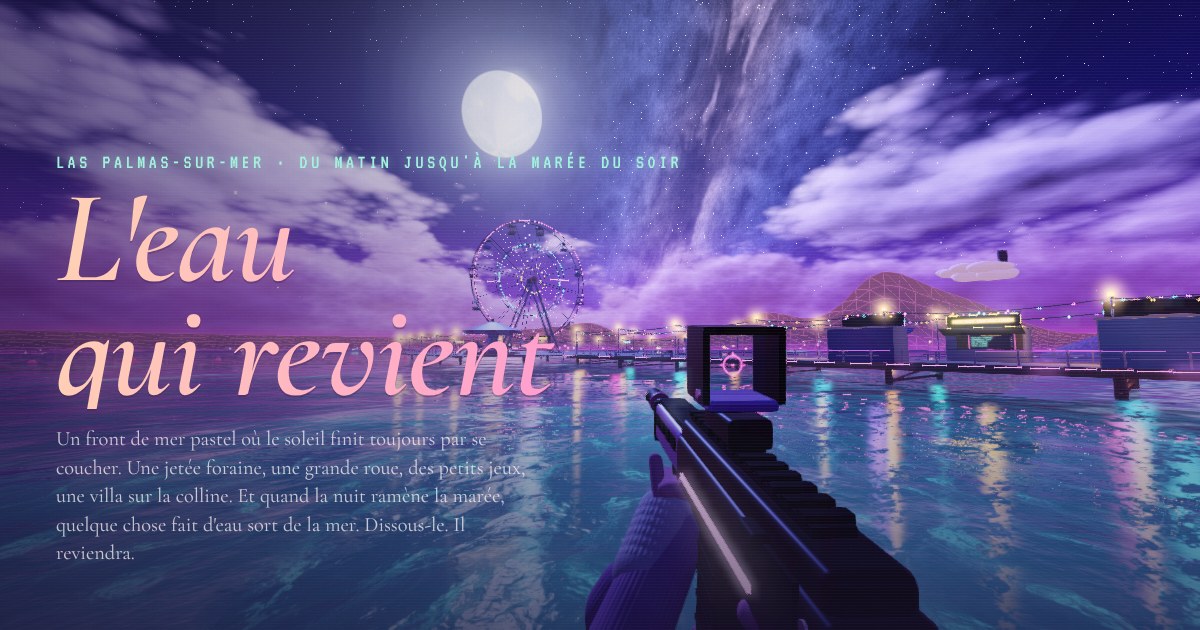 LAS PALMAS-SUR-MER · DU MATIN JUSQU'À LA MARÉE DU SOIR
L'eau
qui revient
Un front de mer pastel où le soleil finit toujours par se
coucher. Une jetée foraine, une grande roue, des petits jeux,
une villa sur la colline. Et quand la nuit ramène la marée,
quelque chose fait d'eau sort de la mer. Dissous-le. Il
reviendra.